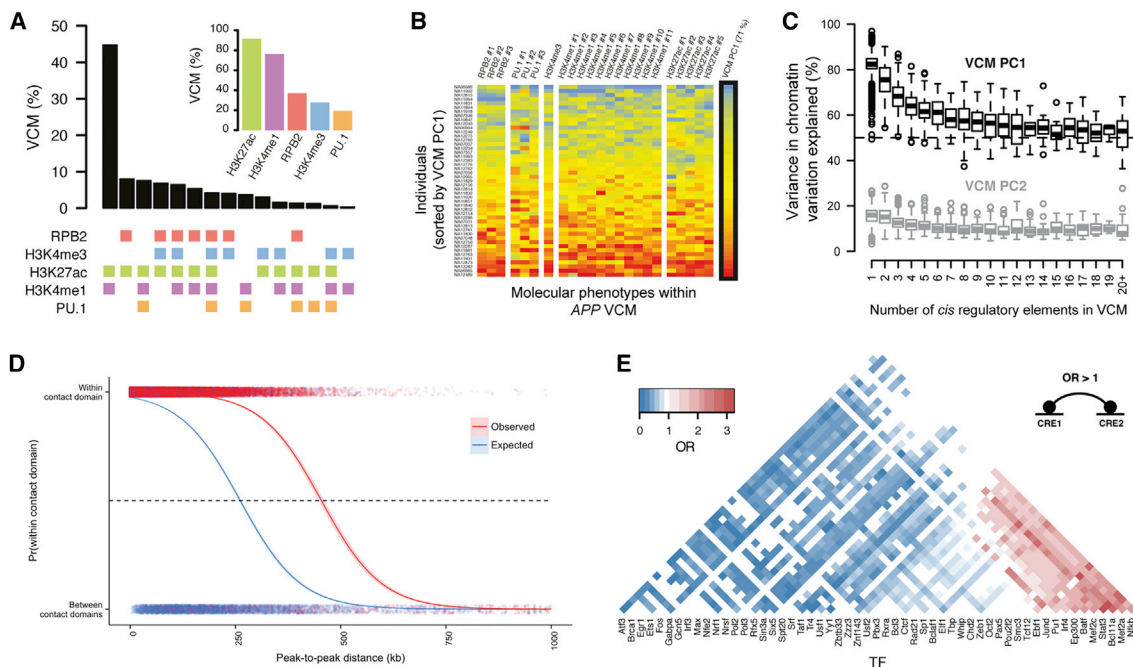 A
VCM (%)
50
40
30
20
10
0
VCM (%)
100
80
60
40
20
0
H3K27ac
H3K4me1
RPB2
H3K4me3
PU.1
RPB2
H3K4me3
H3K27ac
H3K4me1
PU.1
B
RPB2 #1
RPB2 #2
RPB2 #3
PU.1 #1
PU.1 #2
PU.1 #3
H3K4me3
H3K4me1 #1
H3K4me1 #2
H3K4me1 #3
H3K4me1 #4
H3K4me1 #5
H3K4me1 #6
H3K4me1 #7
H3K4me1 #8
H3K4me1 #9
H3K4me1 #10
H3K4me1 #11
H3K27ac #1
H3K27ac #2
H3K27ac #3
H3K27ac #4
H3K27ac #5
VCM PC1 (71 %)
Individuals
(sorted by VCM PC1)
Molecular phenotypes within
APP VCM
C
Variance in chromatin
variation explained (%)
100
80
60
40
20
0
VCM PC1
VCM PC2
1
2
3
4
5
6
7
8
9
10
11
12
13
14
15
16
17
18
19
20+
Number of cis regulatory elements in VCM
D
Pr(within contact domain)
Within
contact domain
Between
contact domains
Observed
Expected
0
250
500
750
1000
Peak-to-peak distance (kb)
E
0 1 2 3
OR
OR > 1
CRE1 CRE2
Atf3
Brca1
Egr1
Ets1
Fos
Gabpa
Gcn5
Irf3
Max
Nfe2
Nrf1
Nrsf
Pol2
Pol3
Rfx5
Sin3a
Six5
Spt20
Srf
Taf1
Tr4
Usf1
Yy1
Zbtb33
Zzz3
Znf143
Usf2
Pbx3
Bcl3
Rxra
Ctcf
Rad21
Sp1
Bclaf1
Elf1
Tbp
Whip
Chd2
Zeb1
Oct2
Pax5
Pou2f2
Smc3
Tcf12
Ebf1
Jund
Pu1
Irf4
Ep300
Batf
Mef2c
Stat3
Bcl11a
Mef2a
Nfkb
TF